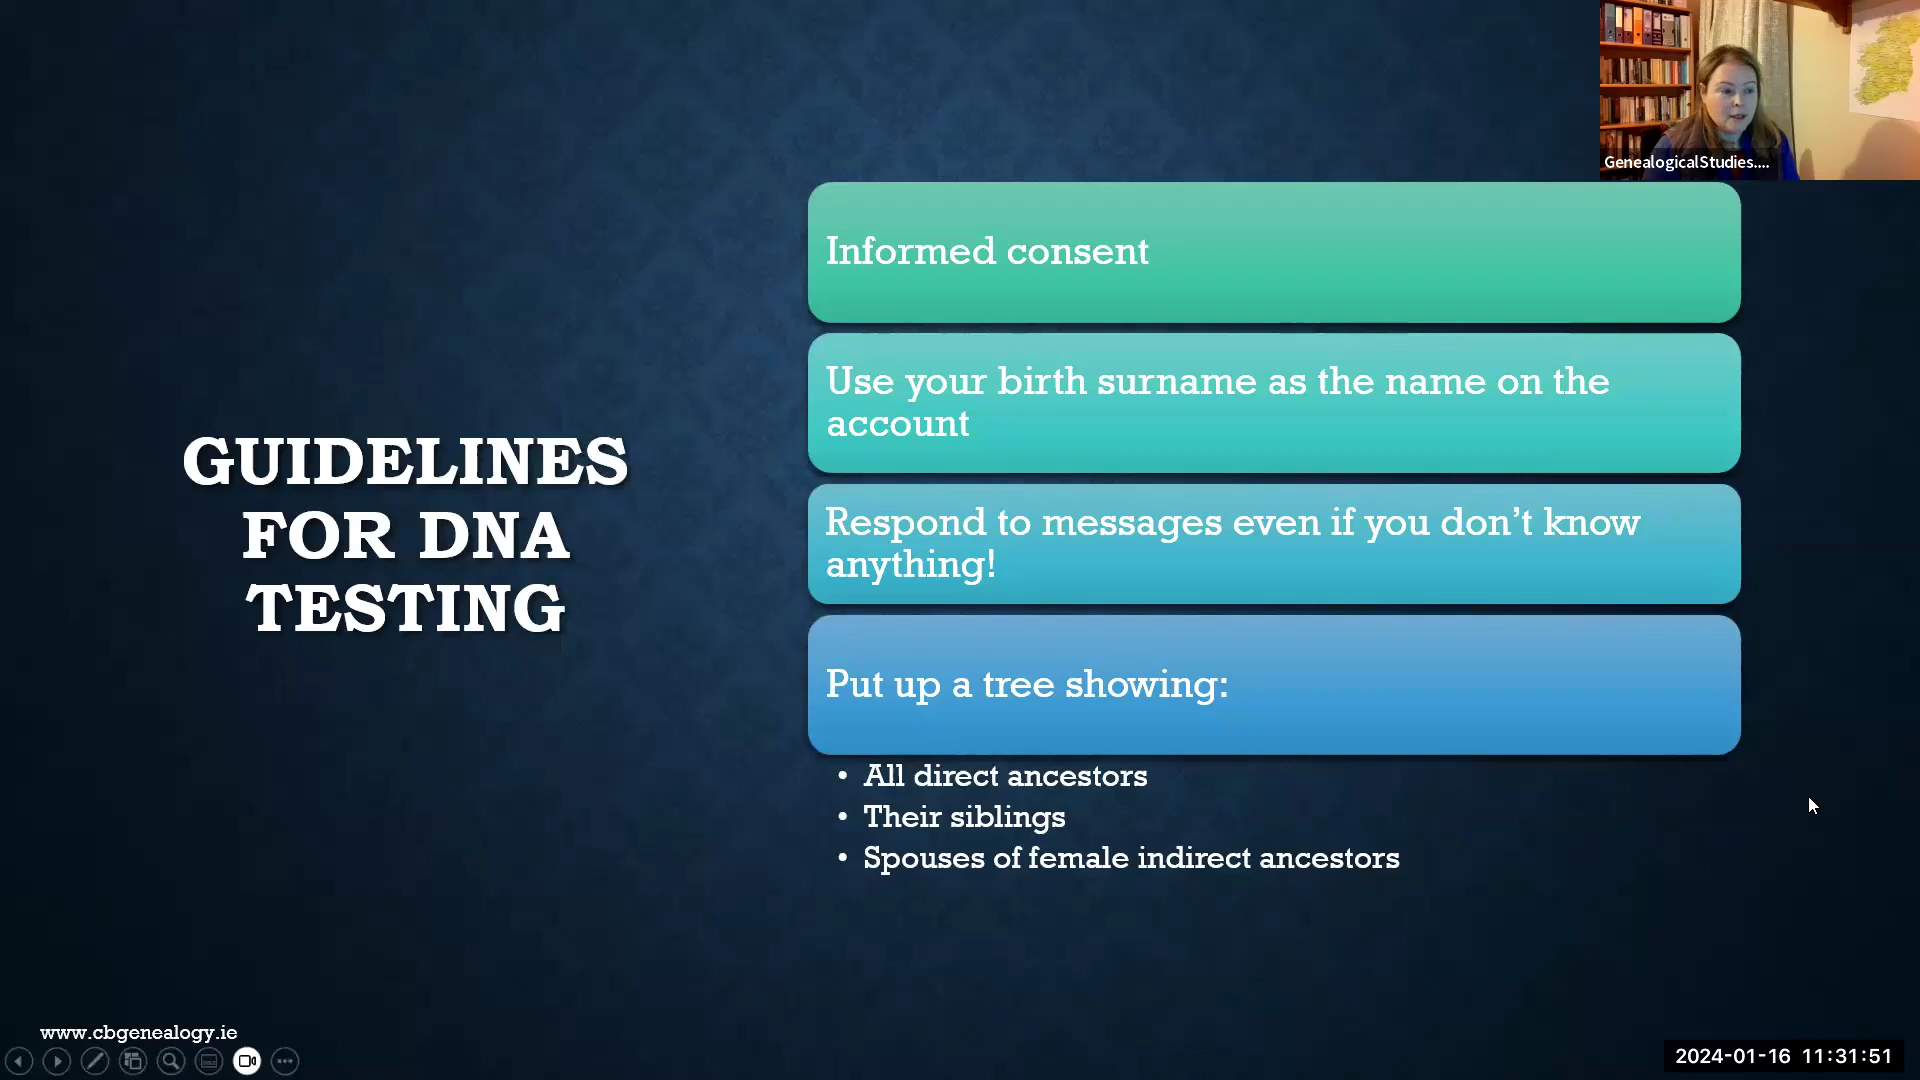 GenealogicalStudies....
GUIDELINES
FOR DNA
TESTING
Informed consent
Use your birth surname as the name on the
account
Respond to messages even if you don’t know
anything!
Put up a tree showing:
• All direct ancestors
• Their siblings
• Spouses of female indirect ancestors
www.cbgenealogy.ie
2024-01-16 11:31:51